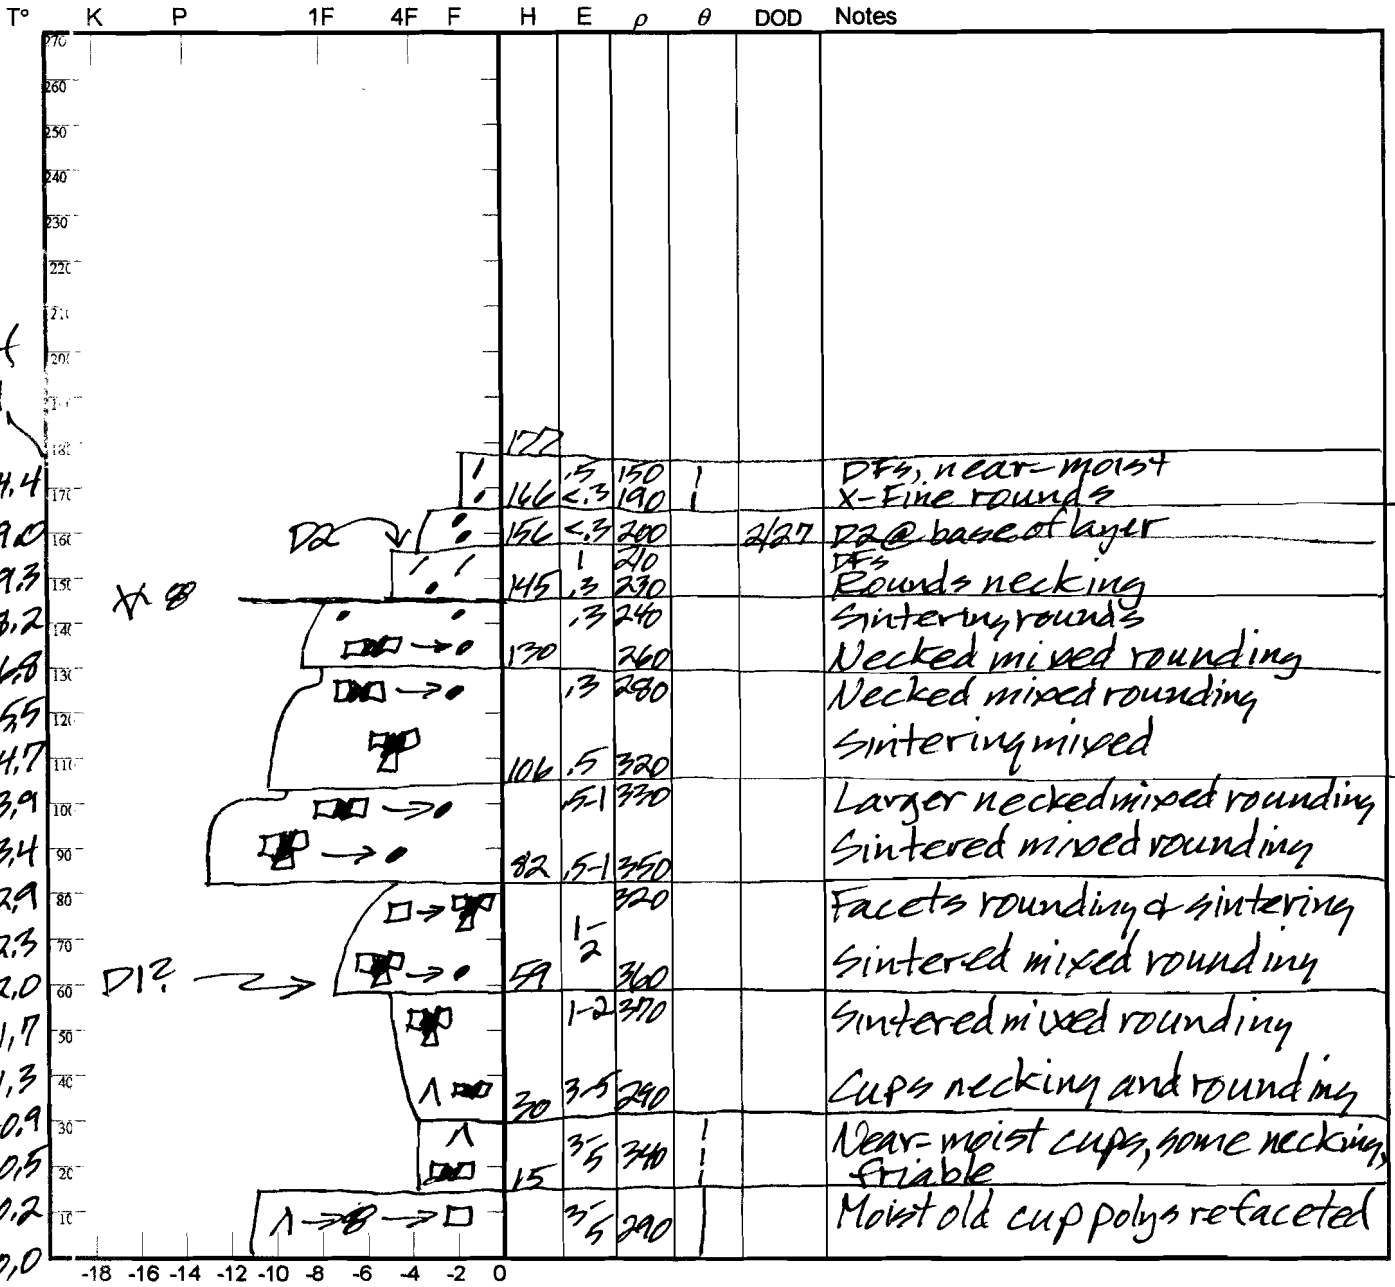 T° K P 1F 4F F H E ρ θ DOD Notes
270
260
250
240
230
220
210
200
180 177
.5 150 DFs, near-moist
4,4 170 166 <.3 190 X-Fine rounds
9,0 160 D2 156 <.3 200 2/27 D2 @ base of layer
1 210 DFs
9,3 150 145 .3 230 Rounds necking
8
8,2 140 .3 240 Sintering rounds
6,8 130 130 260 Necked mixed rounding
5,5 120 .3 280 Necked mixed rounding
Sintering mixed
4,7 110 106 .5 320
3,9 100 .5-1 330 Larger necked mixed rounding
3,4 90 82 .5-1 350 Sintered mixed rounding
2,9 80 320 Facets rounding & sintering
2,3 70 1-2 Sintered mixed rounding
2,0 60 D1? 59 360
1,7 50 1-2 370 Sintered mixed rounding
1,3 40 30 3-5 290 Cups necking and rounding
0,9 30 Near-moist cups, some necking,
0,5 20 15 3-5 340 friable
0,2 10 3-5 290 Moist old cup polys refaceted
0,0
-18 -16 -14 -12 -10 -8 -6 -4 -2 0